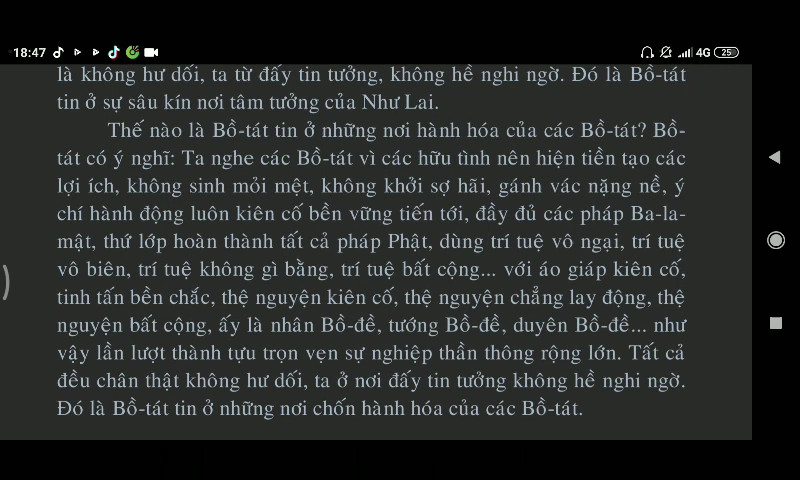 18:47
4G 25
là không hư dối, ta từ đấy tin tưởng, không hề nghi ngờ. Đó là Bồ-tát
tin ở sự sâu kín nơi tâm tưởng của Như Lai.
Thế nào là Bồ-tát tin ở những nơi hành hóa của các Bồ-tát? Bồ-
tát có ý nghĩ: Ta nghe các Bồ-tát vì các hữu tình nên hiện tiền tạo các
lợi ích, không sinh mỏi mệt, không khởi sợ hãi, gánh vác nặng nề, ý
chí hành động luôn kiên cố bền vững tiến tới, đầy đủ các pháp Ba-la-
mật, thứ lớp hoàn thành tất cả pháp Phật, dùng trí tuệ vô ngại, trí tuệ
vô biên, trí tuệ không gì bằng, trí tuệ bất cộng... với áo giáp kiên cố,
tinh tấn bền chắc, thệ nguyện kiên cố, thệ nguyện chẳng lay động, thệ
nguyện bất cộng, ấy là nhân Bồ-đề, tướng Bồ-đề, duyên Bồ-đề... như
vậy lần lượt thành tựu trọn vẹn sự nghiệp thần thông rộng lớn. Tất cả
đều chân thật không hư dối, ta ở nơi đấy tin tưởng không hề nghi ngờ.
Đó là Bồ-tát tin ở những nơi chốn hành hóa của các Bồ-tát.